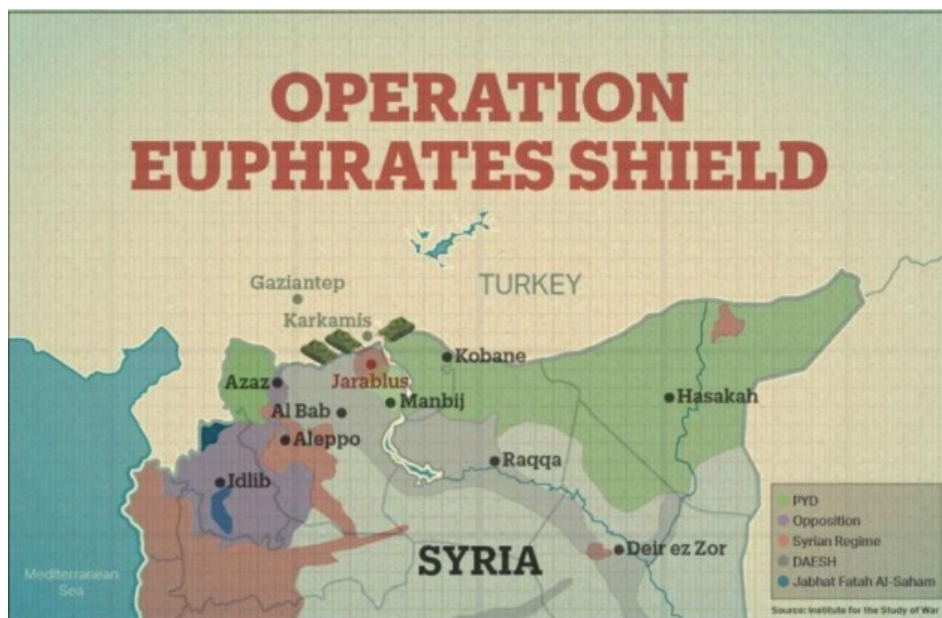 OPERATION
EUPHRATES SHIELD
TURKEY
Gaziantep
Karkamis
Kobane
Jarablus
Azaz
Manbij
Hasakah
Al Bab
Aleppo
Raqqa
Idlib
SYRIA
Deir ez Zor
Mediterranean
Sea
PYD
Opposition
Syrian Regime
DAESH
Jabhat Fatah Al-Saham
Source: Institute for the Study of War